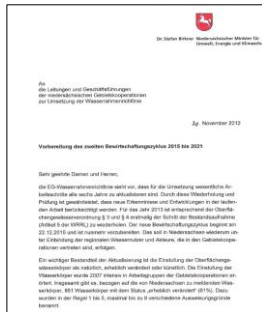 Dr. Stefan Birkner Niedersächsischer Minister für
Umwelt, Energie und Klimaschutz
An
die Leitungen und Geschäftsführungen
der niedersächsischen Gebietskooperationen
zur Umsetzung der Wasserrahmenrichtlinie
November 2012
Vorbereitung des zweiten Bewirtschaftungszyklus 2015 bis 2021
Sehr geehrte Damen und Herren,
die EG-Wasserrahmenrichtlinie sieht vor, dass für die Umsetzung wesentliche Ar-
beitsschritte alle sechs Jahre zu aktualisieren sind. Durch diese Wiederholung und
Prüfung ist gewährleistet, dass neue Erkenntnisse und Entwicklungen in der laufen-
den Arbeit berücksichtigt werden. Für das Jahr 2013 ist entsprechend der Oberflä-
chengewässerverordnung § 3 und § 4 erstmalig der Schritt der Bestandsaufnahme
(Artikel 5 der WRRL) zu wiederholen. Der neue Bewirtschaftungszyklus beginnt am
22.12.2015 und ist nunmehr vorzubereiten. Das soll in Niedersachsen wiederum un-
ter Einbindung der regionalen Wassernutzer und Akteure, die in den Gebietskoope-
rationen vertreten sind, erfolgen.
Ein wichtiger Bestandteil der Aktualisierung ist die Einstufung der Oberflächenge-
wässerkörper als natürlich, erheblich verändert oder künstlich. Die Einstufung der
Wasserkörper wurde 2007 intensiv in Arbeitsgruppen der Gebietskooperationen er-
örtert. Insgesamt gibt es, bezogen auf die von Niedersachsen zu meldenden Was-
serkörper, 951 Wasserkörper mit dem Status „erheblich verändert“ (61%). Dazu
wurden in der Regel 1 bis 5, maximal bis zu 8 verschiedene Ausweisungsgründe
benannt.